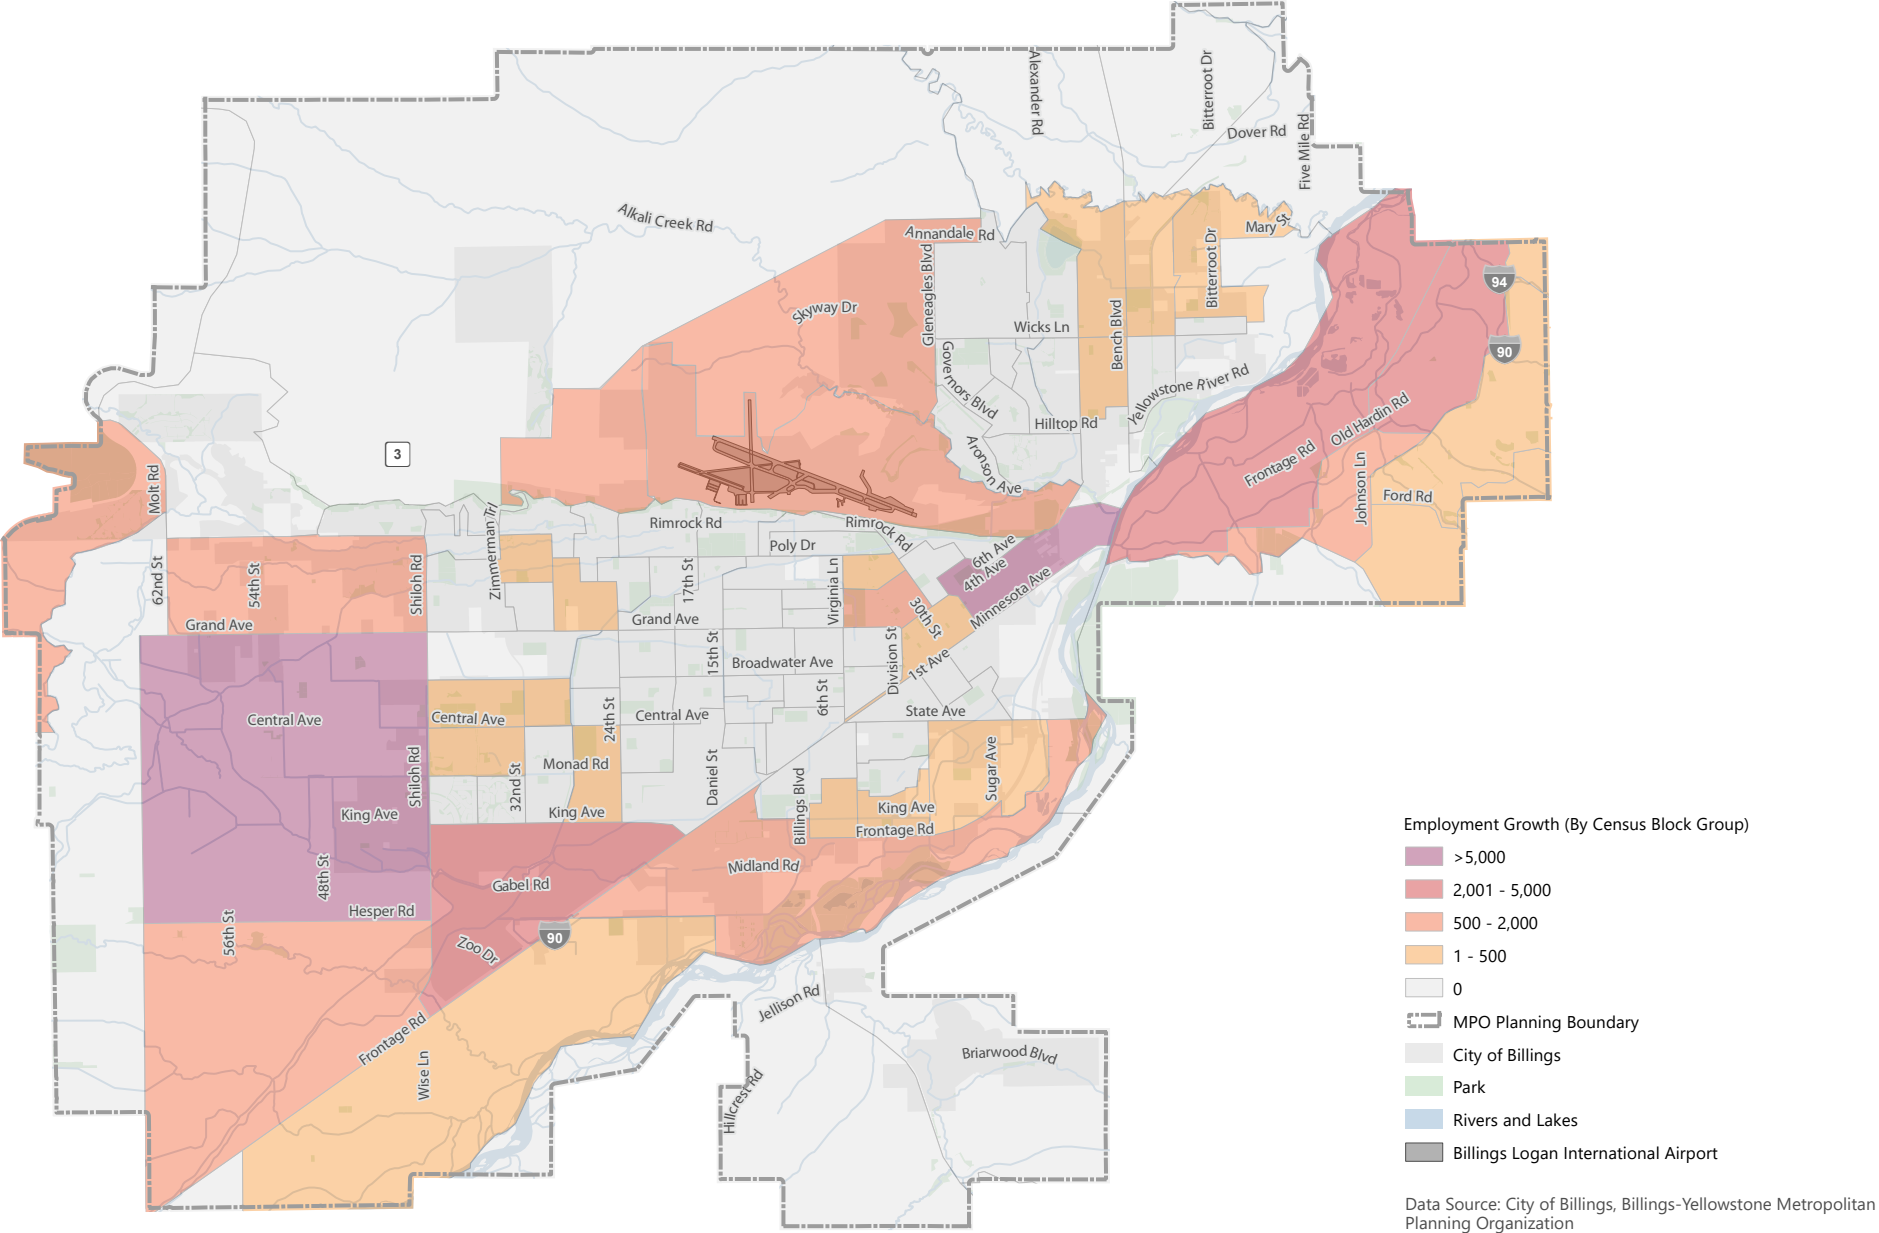 Alexander Rd
Bitterroot Dr
Dover Rd
Five Mile Rd
Alkali Creek Rd
Annandale Rd
Mary St
Gleneagles Blvd
Bitterroot Dr
94
Skyway Dr
Wicks Ln
Bench Blvd
90
Governors Blvd
Yellowstone River Rd
Hilltop Rd
Old Hardin Rd
3
Aronson Ave
Frontage Rd
Molt Rd
Johnson Ln
Ford Rd
Zimmerman Trl
Rimrock Rd
Rimrock Rd
Poly Dr
6th Ave
4th Ave
Minnesota Ave
62nd St
54th St
Shiloh Rd
17th St
Virginia Ln
30th St
Grand Ave
Grand Ave
15th St
Broadwater Ave
Division St
1st Ave
6th St
Central Ave
Central Ave
24th St
Central Ave
State Ave
Shiloh Rd
32nd St
Monad Rd
Daniel St
Billings Blvd
Sugar Ave
King Ave
King Ave
King Ave
Frontage Rd
Midland Rd
48th St
Gabel Rd
Hesper Rd
56th St
Zoo Dr
90
Jellison Rd
Frontage Rd
Wise Ln
Briarwood Blvd
Hillcrest Rd
Employment Growth (By Census Block Group)
>5,000
2,001 - 5,000
500 - 2,000
1 - 500
0
MPO Planning Boundary
City of Billings
Park
Rivers and Lakes
Billings Logan International Airport
Data Source: City of Billings, Billings-Yellowstone Metropolitan
Planning Organization